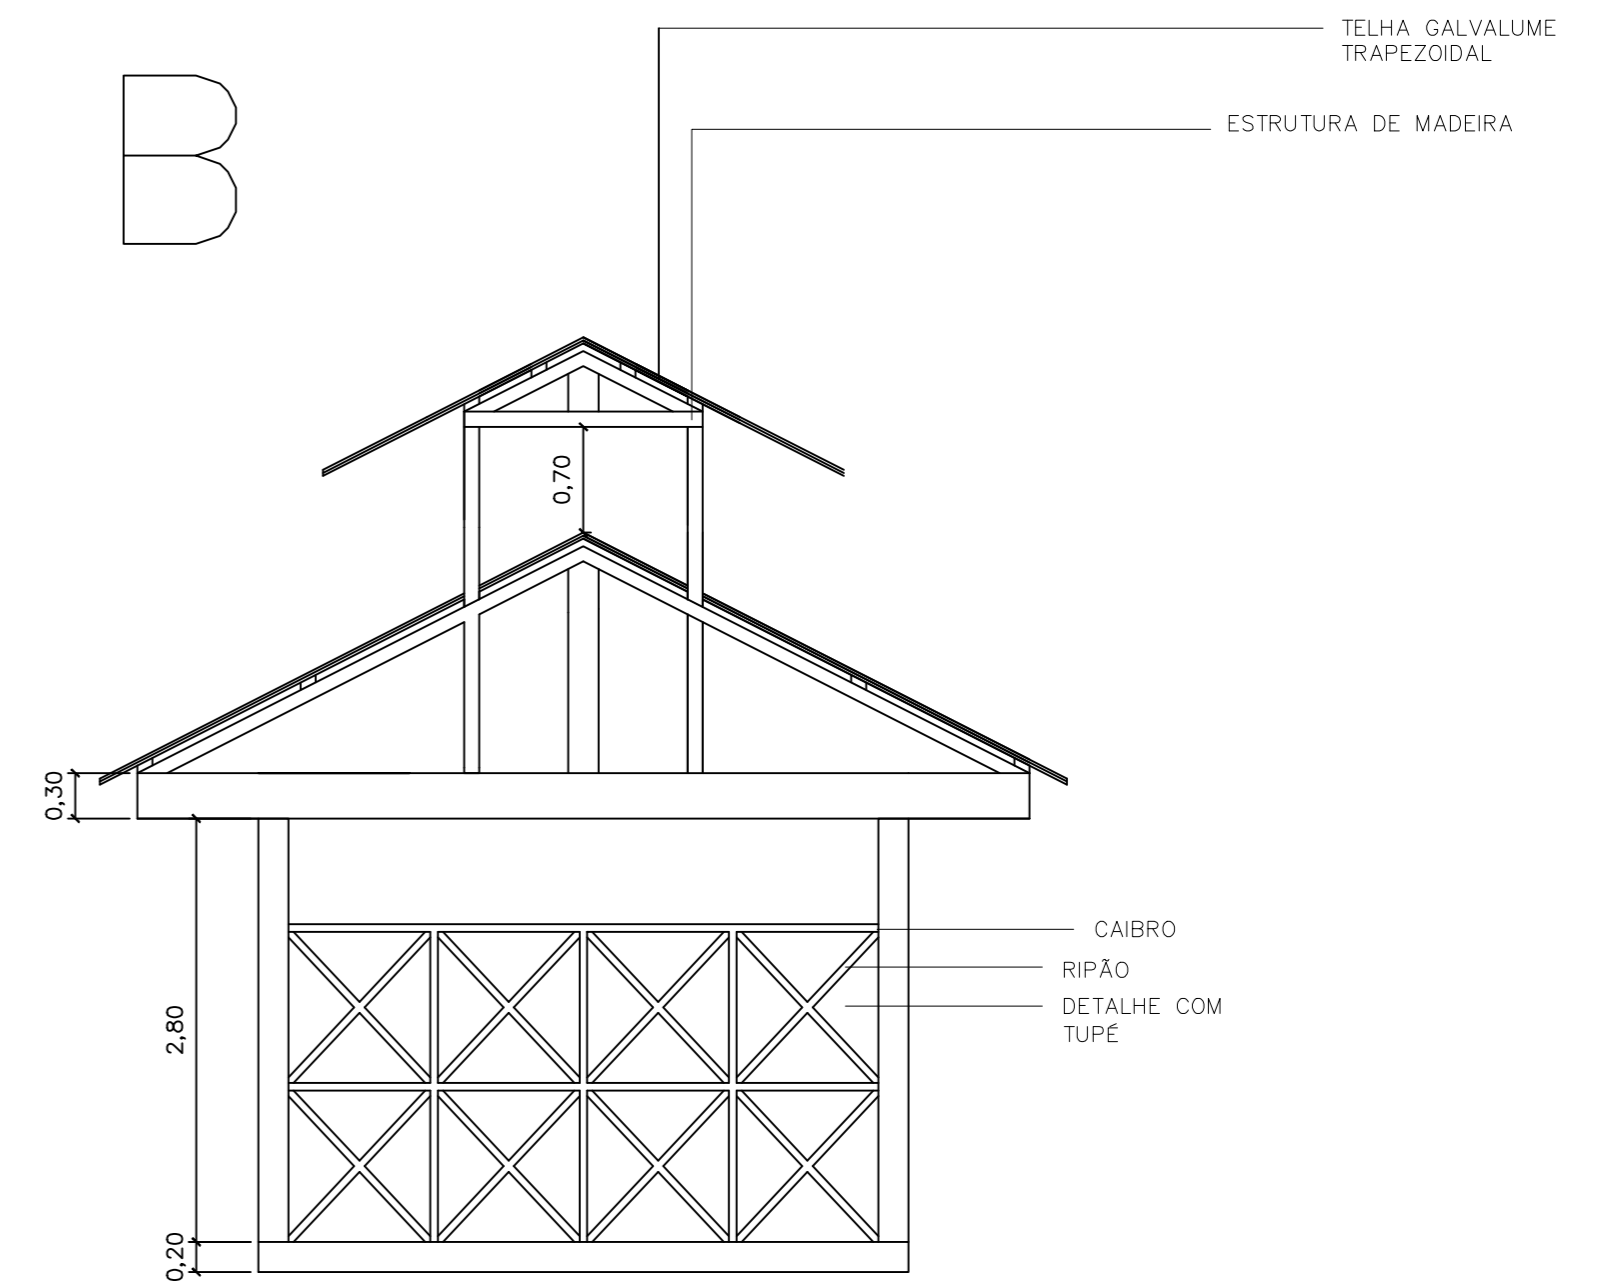 TELHA GALVALUME
TRAPEZOIDAL
B
ESTRUTURA DE MADEIRA
0,70
0,30
CAIBRO
RIPÃO
DETALHE COM
TUPÉ
2,80
0,20